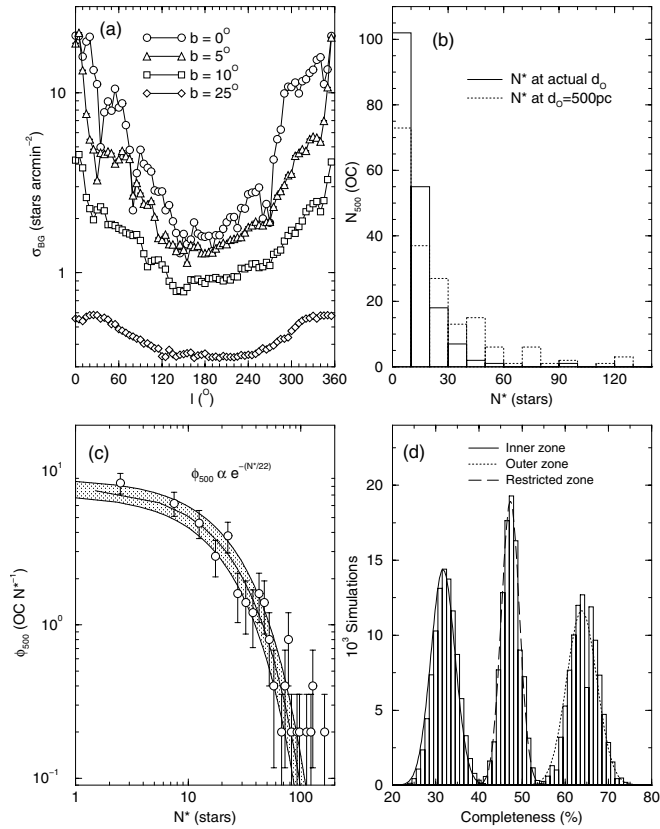 (a)
b = 0°
b = 5°
b = 10°
b = 25°
10
1
σ_BG (stars arcmin⁻²)
0 60 120 180 240 300 360
l (°)
(b)
N* at actual d_O
N* at d_O=500pc
100
80
60
40
20
0
N₅₀₀ (OC)
0 30 60 90 120
N* (stars)
(c)
ϕ₅₀₀ α e^-(N*/22)
10¹
10⁰
10⁻¹
ϕ₅₀₀ (OC N*⁻¹)
1 10 100
N* (stars)
(d)
Inner zone
Outer zone
Restricted zone
20
15
10
5
0
10³ Simulations
20 30 40 50 60 70 80
Completeness (%)